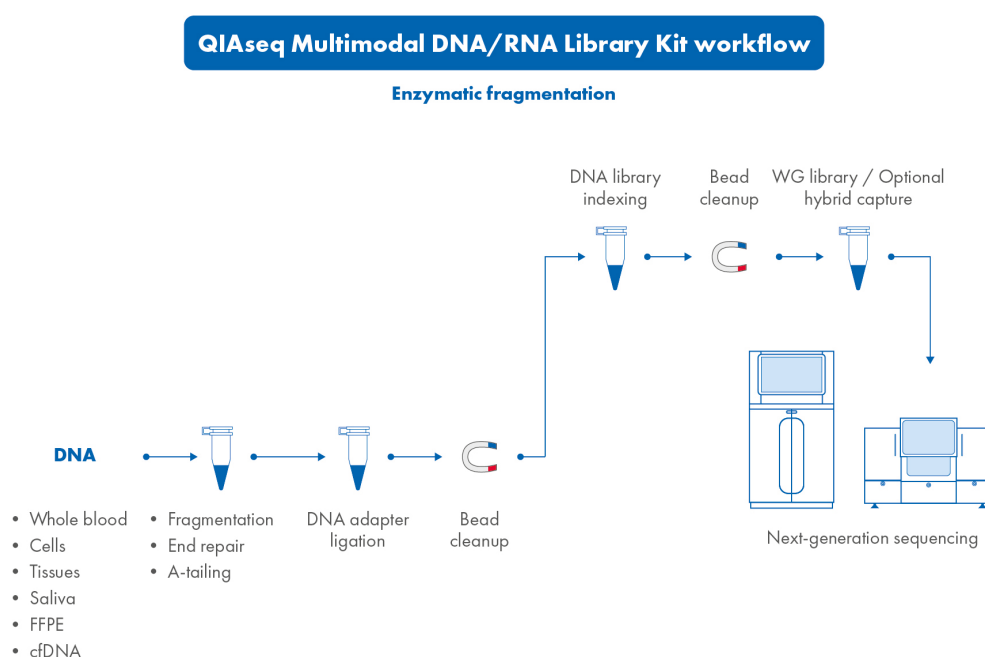 QIAseq Multimodal DNA/RNA Library Kit workflow
Enzymatic fragmentation
DNA library
indexing
Bead
cleanup
WG library / Optional
hybrid capture
DNA
• Whole blood
• Cells
• Tissues
• Saliva
• FFPE
• cfDNA
• Fragmentation
• End repair
• A-tailing
DNA adapter
ligation
Bead
cleanup
Next-generation sequencing